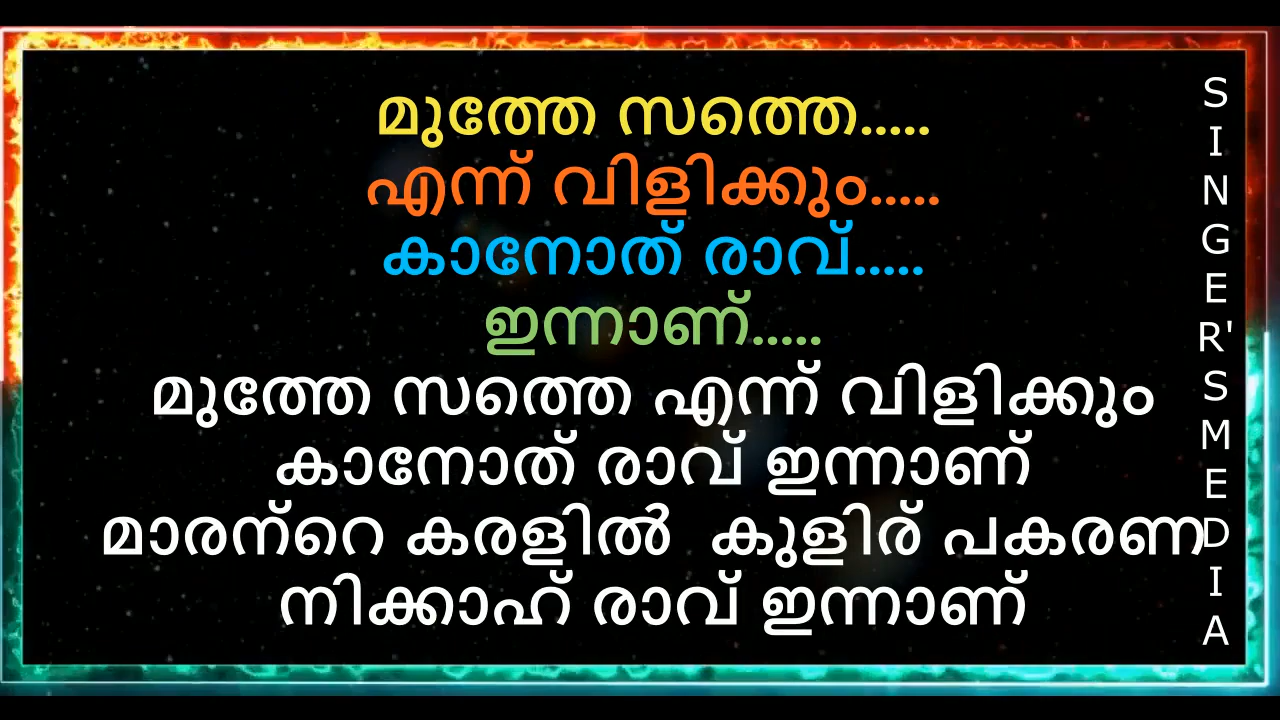 മുത്തേ സത്തെ.....
എന്ന് വിളിക്കും.....
കാനോത് രാവ്.....
ഇന്നാണ്.....
മുത്തേ സത്തെ എന്ന് വിളിക്കും
കാനോത് രാവ് ഇന്നാണ്
മാരന്റെ കരളിൽ കുളിര് പകരണ
നിക്കാഹ് രാവ് ഇന്നാണ്
SINGER'S MEDIA